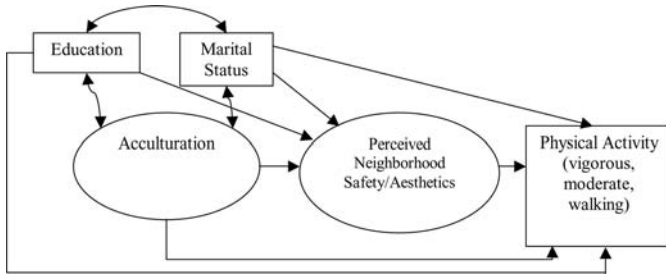 Education
Marital
Status
Acculturation
Perceived
Neighborhood
Safety/Aesthetics
Physical Activity
(vigorous,
moderate,
walking)